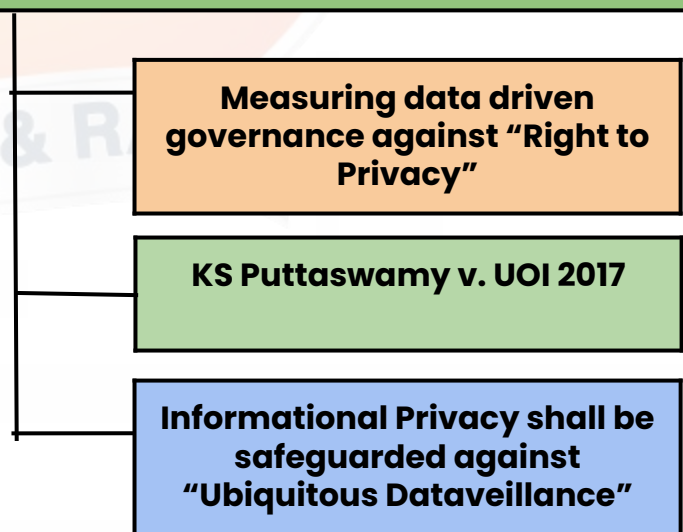 & R
Measuring data driven
governance against “Right to
Privacy”
KS Puttaswamy v. UOI 2017
Informational Privacy shall be
safeguarded against
“Ubiquitous Dataveillance”